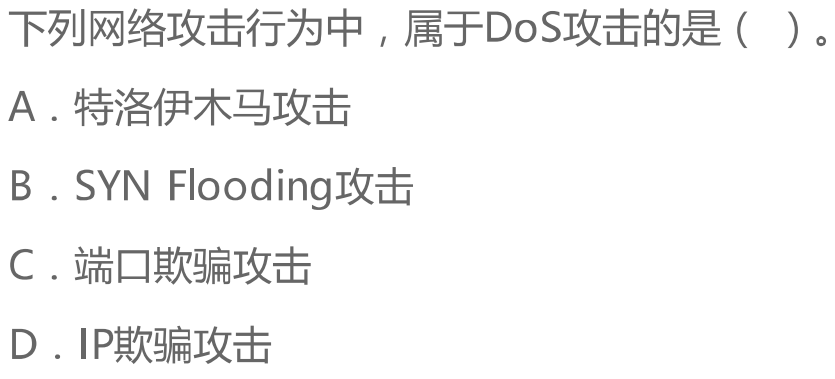 下列网络攻击行为中，属于DoS攻击的是（ ）。
A．特洛伊木马攻击
B．SYN Flooding攻击
C．端口欺骗攻击
D．IP欺骗攻击